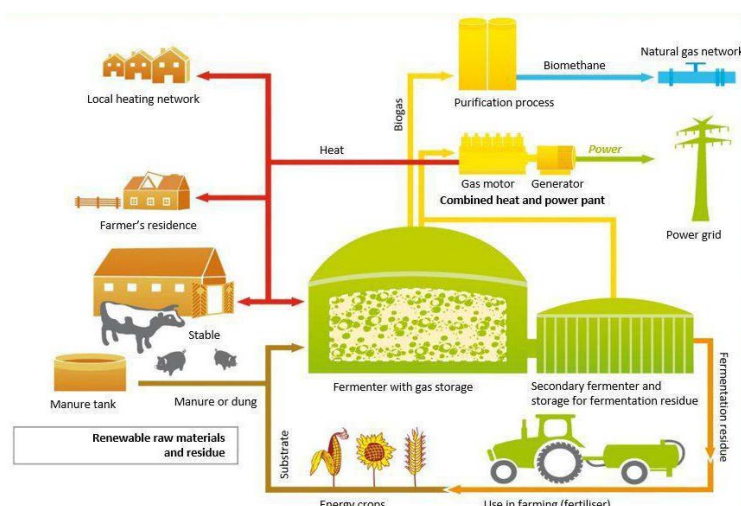 Natural gas network
Biomethane
Local heating network
Purification process
Biogas
Heat
Power
Gas motor
Generator
Combined heat and power pant
Farmer's residence
Power grid
Stable
Fermenter with gas storage
Secondary fermenter and
storage for fermentation residue
Fermentation residue
Manure tank
Manure or dung
Renewable raw materials
and residue
Substrate
Energy crops
Use in farming (fertiliser)